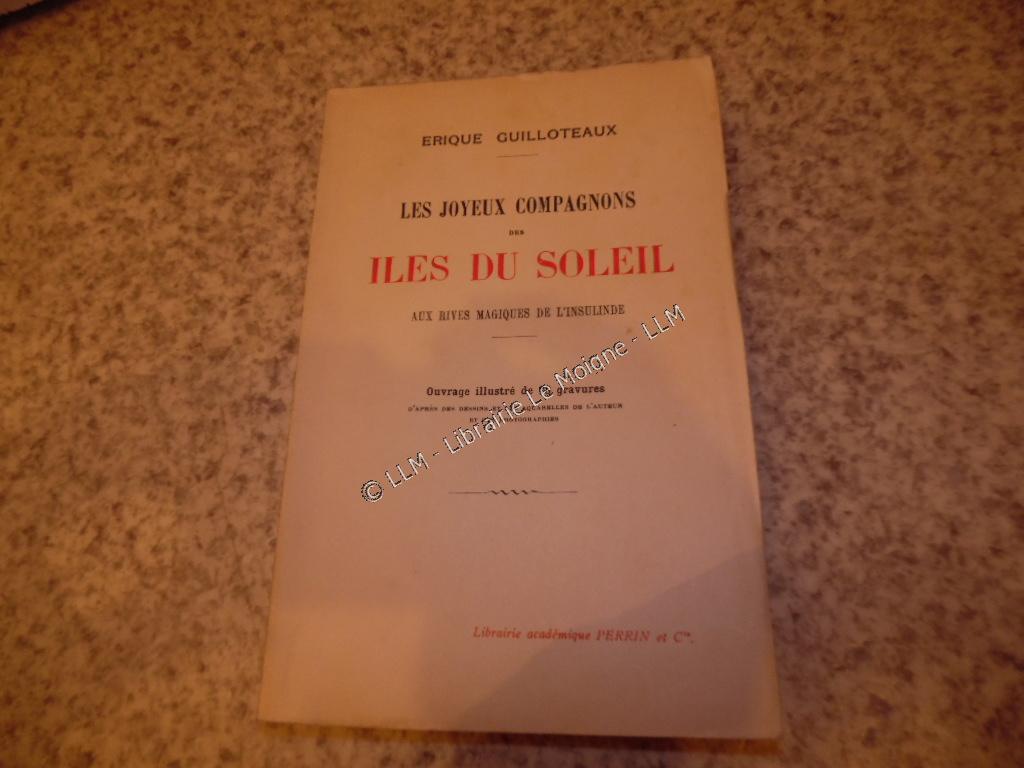 ERIQUE GUILLOTEAUX
LES JOYEUX COMPAGNONS
DES
ILES DU SOLEIL
AUX RIVES MAGIQUES DE L'INSULINDE
Ouvrage illustré de gravures
D'APRÈS DES DESSINS AQUARELLES DE L'AUTEUR
ET PHOTOGRAPHIES
© LLM - Librairie Le Moigne - LLM
Librairie académique PERRIN et Cie.